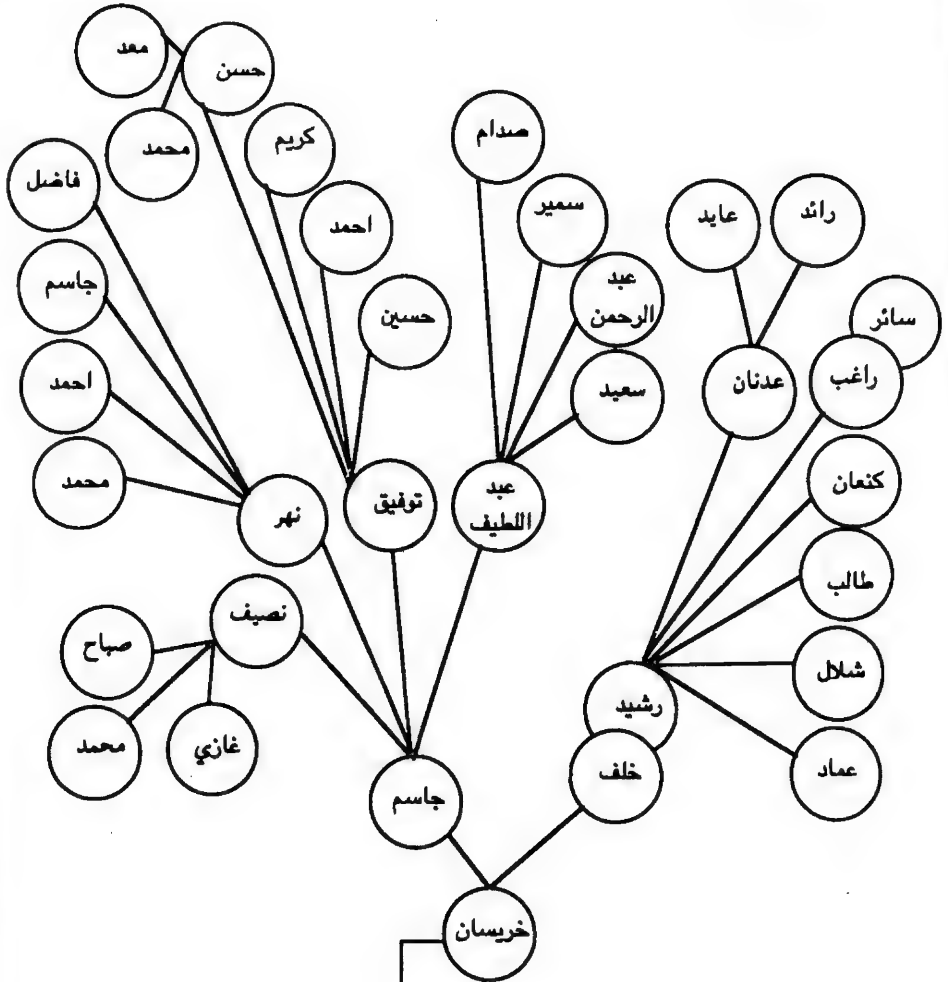 معد
حسن
محمد
كريم
صدام
فاضل
احمد
سمير
عايد
رائد
جاسم
حسين
عبد
الرحمن
سائر
احمد
سعيد
عدنان
راغب
محمد
نهر
توفيق
عبد
اللطيف
كنعان
طالب
نصيف
صباح
شلال
رشيد
محمد
غازي
جاسم
خلف
عماد
خريسان